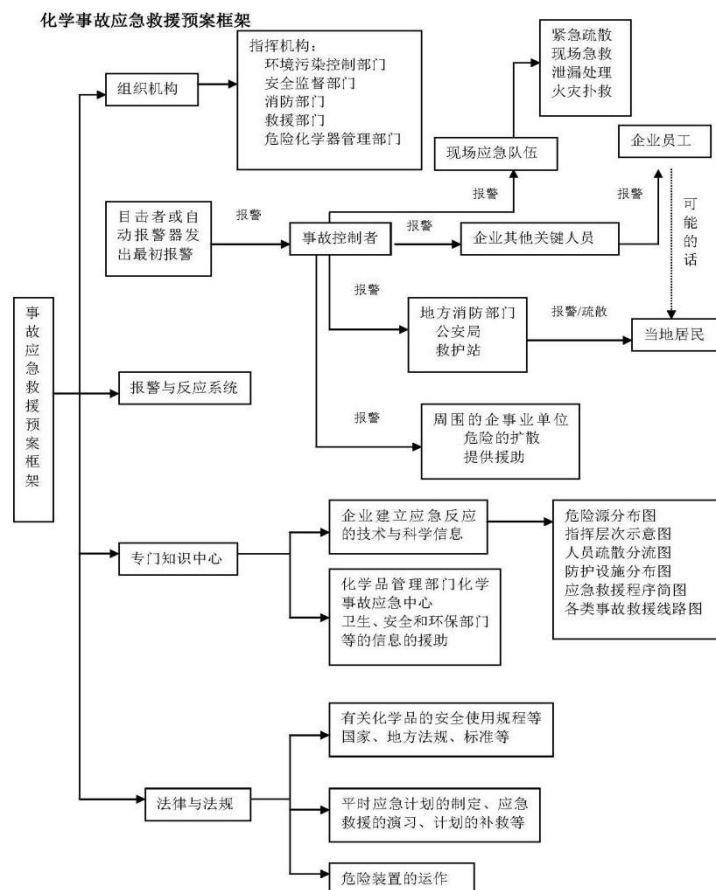 化学事故应急救援预案框架
指挥机构：
环境污染控制部门
安全监督部门
消防部门
救援部门
危险化学器管理部门
组织机构
紧急疏散
现场急救
泄漏处理
火灾扑救
现场应急队伍
企业员工
报警
报警
可能的话
目击者或自
动报警器发
出最初报警
报警
事故控制者
报警
企业其他关键人员
报警
地方消防部门
公安局
救护站
报警/疏散
当地居民
事故应急救援预案框架
报警与反应系统
报警
周围的企事业单位
危险的扩散
提供援助
专门知识中心
企业建立应急反应
的技术与科学信息
危险源分布图
指挥层次示意图
人员疏散分流图
防护设施分布图
应急救援程序简图
各类事故救援线路图
化学品管理部门化学
事故应急中心
卫生、安全和环保部门
等的信息的援助
有关化学品的安全使用规程等
国家、地方法规、标准等
法律与法规
平时应急计划的制定、应急
救援的演习、计划的补救等
危险装置的运作